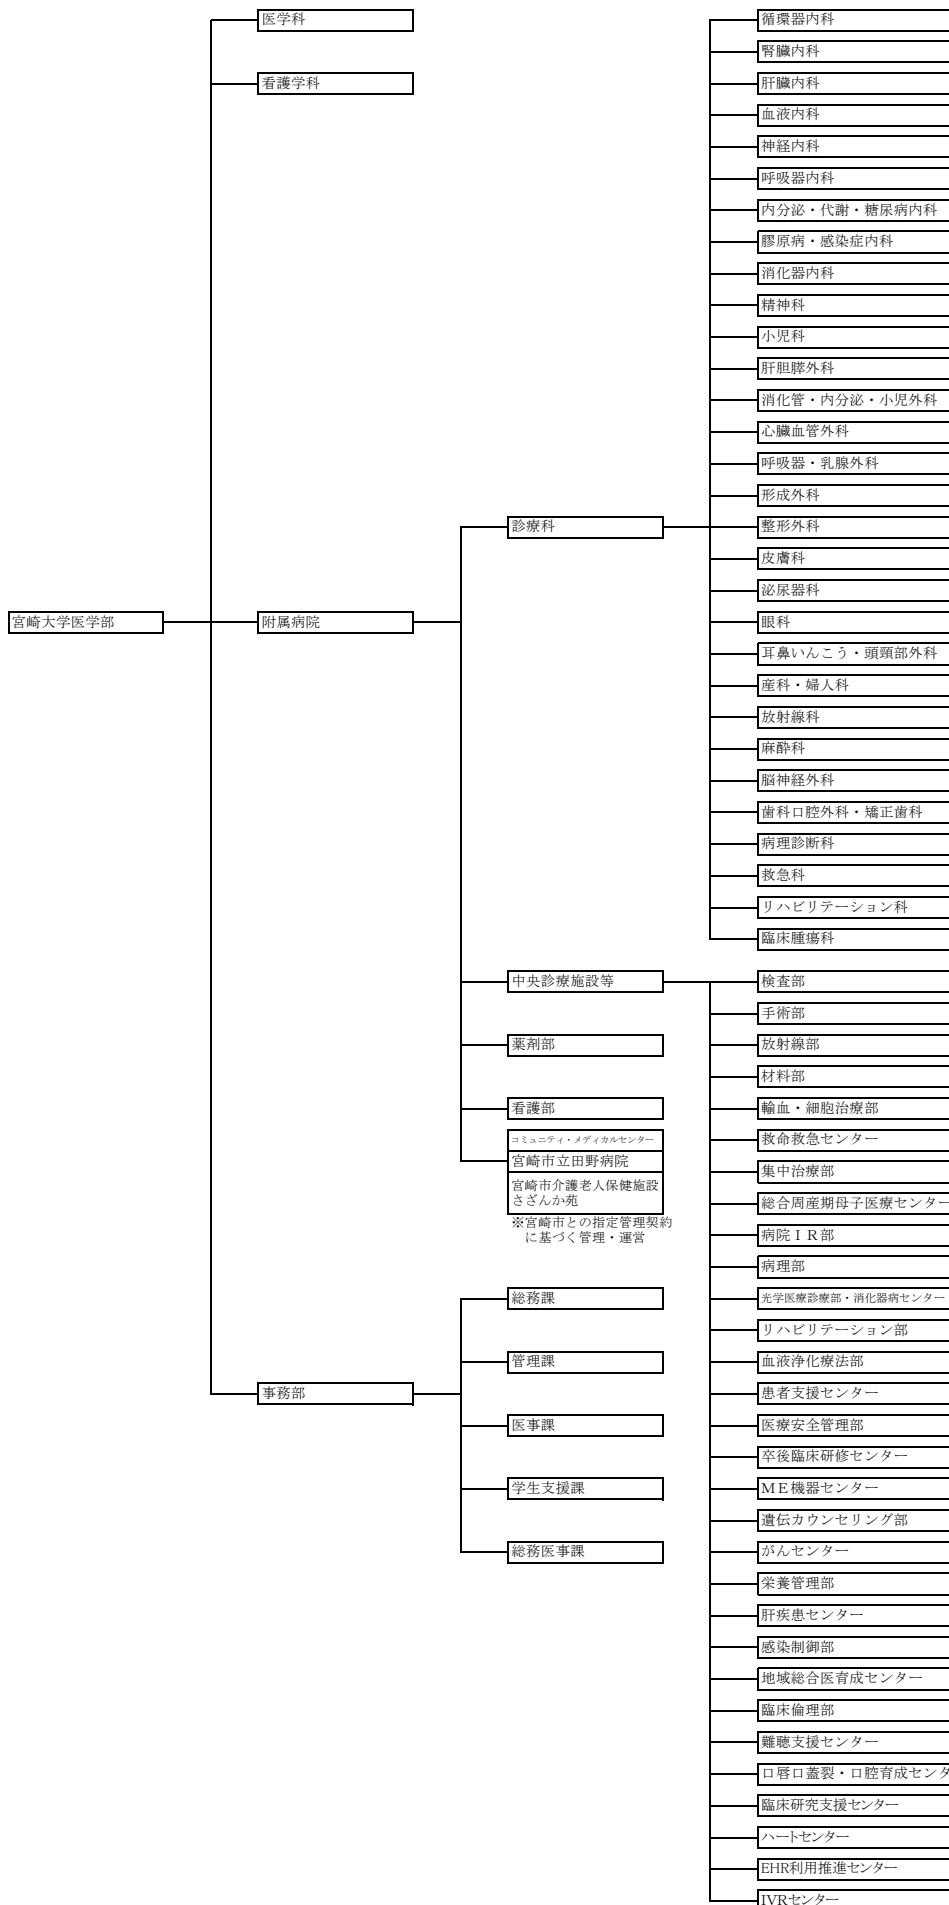 宮崎大学医学部
医学科
看護学科
附属病院
事務部
診療科
中央診療施設等
薬剤部
看護部
コミュニティ・メディカルセンター
宮崎市立田野病院
宮崎市介護老人保健施設
さざんか苑
※宮崎市との指定管理契約
に基づく管理・運営
総務課
管理課
医事課
学生支援課
総務医事課
循環器内科
腎臓内科
肝臓内科
血液内科
神経内科
呼吸器内科
内分泌・代謝・糖尿病内科
膠原病・感染症内科
消化器内科
精神科
小児科
肝胆膵外科
消化管・内分泌・小児外科
心臓血管外科
呼吸器・乳腺外科
形成外科
整形外科
皮膚科
泌尿器科
眼科
耳鼻いんこう・頭頸部外科
産科・婦人科
放射線科
麻酔科
脳神経外科
歯科口腔外科・矯正歯科
病理診断科
救急科
リハビリテーション科
臨床腫瘍科
検査部
手術部
放射線部
材料部
輸血・細胞治療部
救命救急センター
集中治療部
総合周産期母子医療センター
病院ＩＲ部
病理部
光学医療診療部・消化器病センター
リハビリテーション部
血液浄化療法部
患者支援センター
医療安全管理部
卒後臨床研修センター
ＭＥ機器センター
遺伝カウンセリング部
がんセンター
栄養管理部
肝疾患センター
感染制御部
地域総合医育成センター
臨床倫理部
難聴支援センター
口唇口蓋裂・口腔育成センタ
臨床研究支援センター
ハートセンター
EHR利用推進センター
IVRセンター